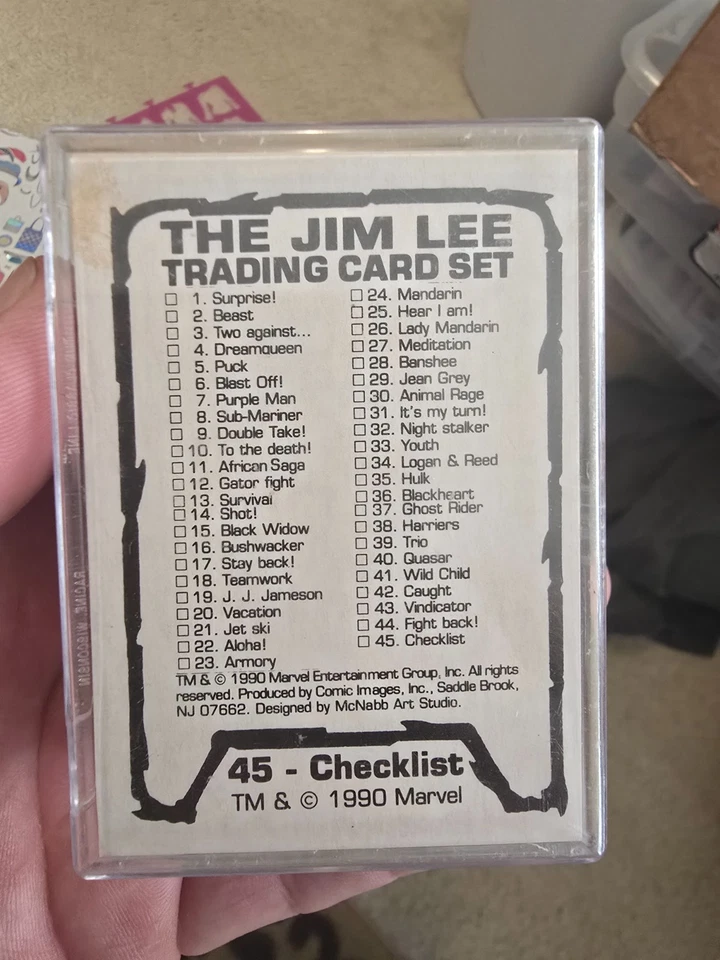 THE JIM LEE
TRADING CARD SET
1. Surprise!
2. Beast
3. Two against...
4. Dreamqueen
5. Puck
6. Blast Off!
7. Purple Man
8. Sub-Mariner
9. Double Take!
10. To the death!
11. African Saga
12. Gator fight
13. Survival
14. Shot!
15. Black Widow
16. Bushwacker
17. Stay back!
18. Teamwork
19. J. J. Jameson
20. Vacation
21. Jet ski
22. Aloha!
23. Armory
24. Mandarin
25. Hear I am!
26. Lady Mandarin
27. Meditation
28. Banshee
29. Jean Grey
30. Animal Rage
31. It's my turn!
32. Night stalker
33. Youth
34. Logan & Reed
35. Hulk
36. Blackheart
37. Ghost Rider
38. Harriers
39. Trio
40. Quasar
41. Wild Child
42. Caught
43. Vindicator
44. Fight back!
45. Checklist
TM & © 1990 Marvel Entertainment Group, Inc. All rights
reserved. Produced by Comic Images, Inc., Saddle Brook,
NJ 07662. Designed by McNabb Art Studio.
45 - Checklist
TM & © 1990 Marvel
RACINE, WISCONSIN